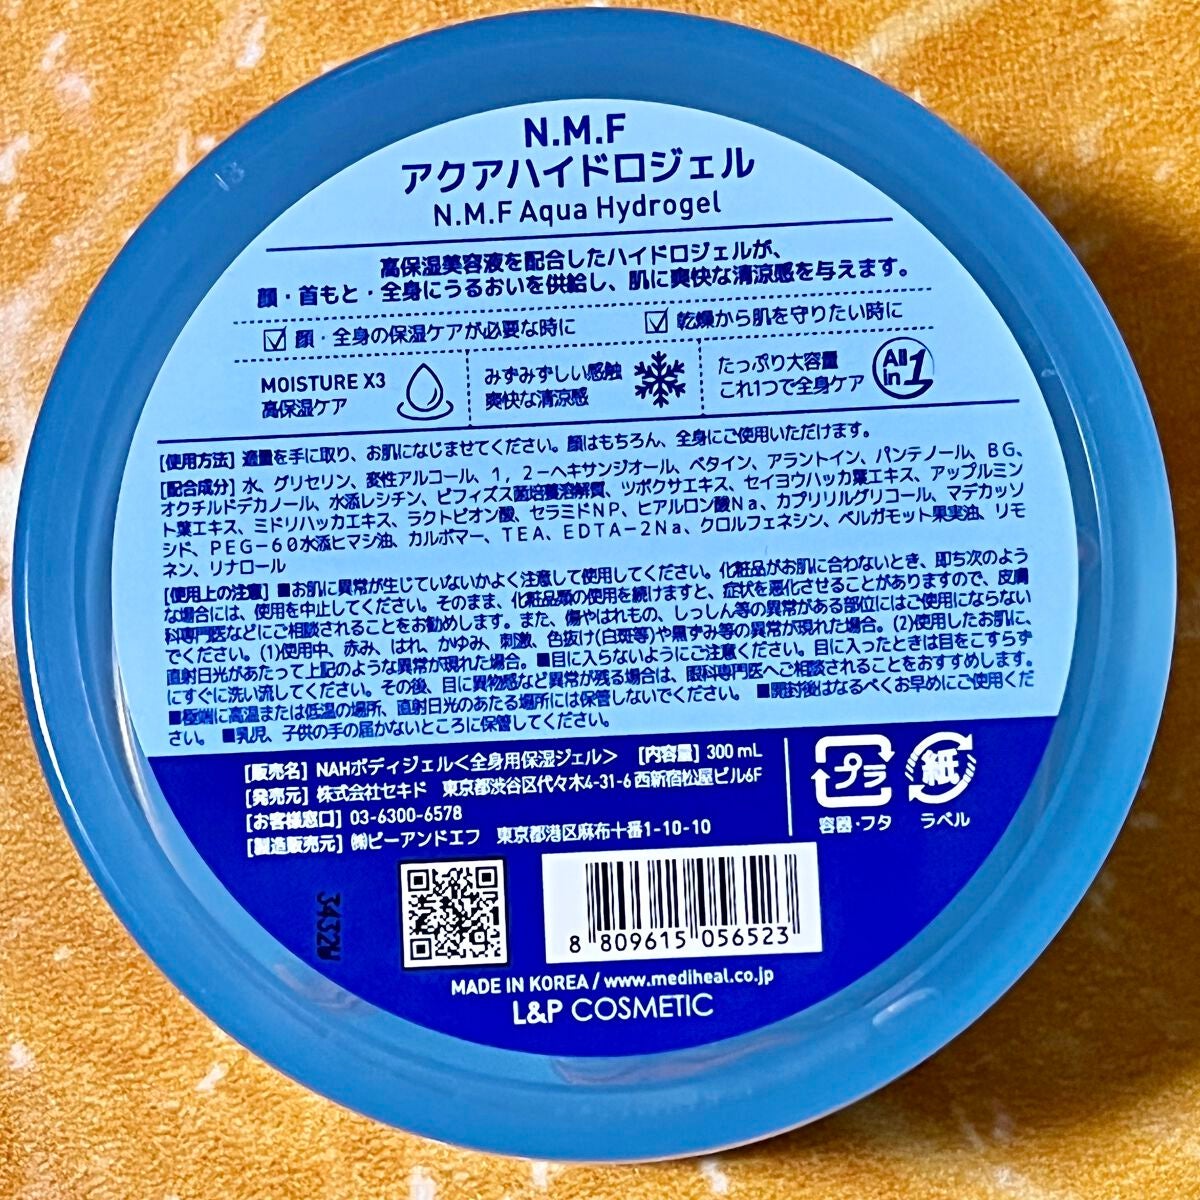 N.M.F
アクアハイドロジェル
N.M.F Aqua Hydrogel
高保湿美容液を配合したハイドロジェルが、
顔・首もと・全身にうるおいを供給し、肌に爽快な清涼感を与えます。
☑ 顔・全身の保湿ケアが必要な時に ☑ 乾燥から肌を守りたい時に
MOISTURE X3
高保湿ケア
みずみずしい感触
爽快な清涼感
たっぷり大容量
これ1つで全身ケア
All in 1
[使用方法] 適量を手に取り、お肌になじませてください。顔はもちろん、全身にご使用いただけます。
[配合成分] 水、グリセリン、変性アルコール、1，2－ヘキサンジオール、ベタイン、アラントイン、パンテノール、BG、
オクチルドデカノール、水添レシチン、ビフィズス菌培養溶解質、ツボクサエキス、セイヨウハッカ葉エキス、アップルミン
ト葉エキス、ミドリハッカエキス、ラクトビオン酸、セラミドNP、ヒアルロン酸Na、カプリリルグリコール、マデカッソ
シド、PEG－60水添ヒマシ油、カルボマー、TEA、EDTA－2Na、クロルフェネシン、ベルガモット果実油、リモ
ネン、リナロール
[使用上の注意] ■お肌に異常が生じていないかよく注意して使用してください。化粧品がお肌に合わないとき、即ち次のよう
な場合には、使用を中止してください。そのまま、化粧品類の使用を続けますと、症状を悪化させることがありますので、皮膚
科専門医などにご相談されることをお勧めします。また、傷やはれもの、しっしん等の異常がある部位にはご使用にならない
でください。(1)使用中、赤み、はれ、かゆみ、刺激、色抜け(白斑等)や黒ずみ等の異常が現れた場合。(2)使用したお肌に、
直射日光があたって上記のような異常が現れた場合。■目に入らないようにご注意ください。目に入ったときは目をこすらず
にすぐに洗い流してください。その後、目に異物感など異常が残る場合は、眼科専門医へご相談されることをおすすめします。
■極端に高温または低温の場所、直射日光のあたる場所には保管しないでください。■開封後はなるべくお早めにご使用くだ
さい。■乳児、子供の手の届かないところに保管してください。
[販売名] NAHボディジェル＜全身用保湿ジェル＞ [内容量] 300 mL
[発売元] 株式会社セキド 東京都渋谷区代々木4-31-6 西新宿松屋ビル6F
[お客様窓口] 03-6300-6578
[製造販売元] ㈱ピーアンドエフ 東京都港区麻布十番1-10-10
プラ
容器・フタ
紙
ラベル
3432W
8 809615 056523
MADE IN KOREA / www.mediheal.co.jp
L&P COSMETIC